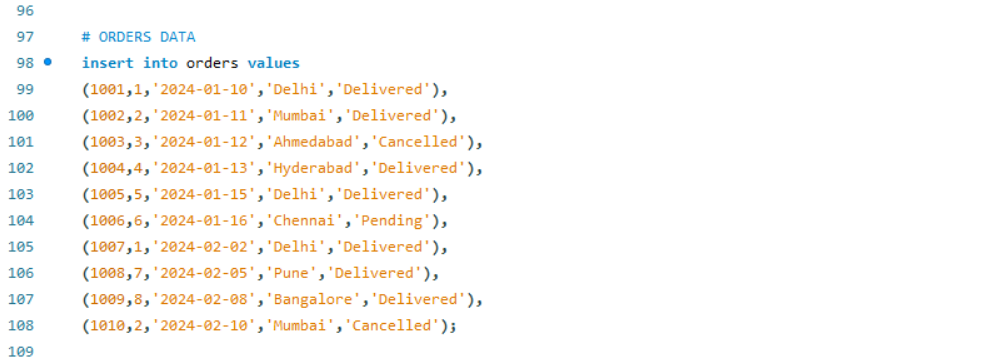 96
97 # ORDERS DATA
98 insert into orders values
99 (1001,1,'2024-01-10','Delhi','Delivered'),
100 (1002,2,'2024-01-11','Mumbai','Delivered'),
101 (1003,3,'2024-01-12','Ahmedabad','Cancelled'),
102 (1004,4,'2024-01-13','Hyderabad','Delivered'),
103 (1005,5,'2024-01-15','Delhi','Delivered'),
104 (1006,6,'2024-01-16','Chennai','Pending'),
105 (1007,1,'2024-02-02','Delhi','Delivered'),
106 (1008,7,'2024-02-05','Pune','Delivered'),
107 (1009,8,'2024-02-08','Bangalore','Delivered'),
108 (1010,2,'2024-02-10','Mumbai','Cancelled');
109